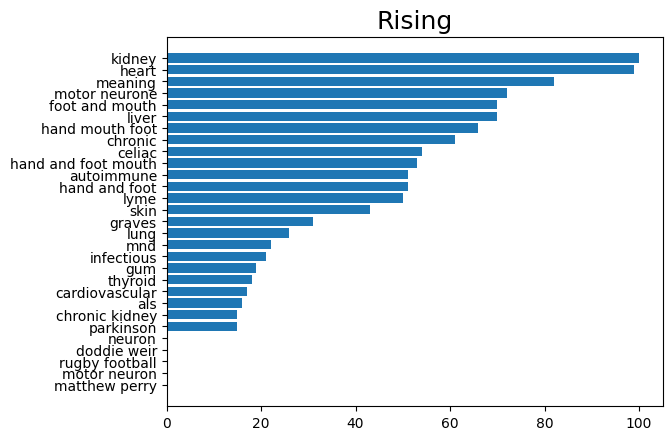 Rising
kidney
heart
meaning
motor neurone
foot and mouth
liver
hand mouth foot
chronic
celiac
hand and foot mouth
autoimmune
hand and foot
lyme
skin
graves
lung
mnd
infectious
gum
thyroid
cardiovascular
als
chronic kidney
parkinson
neuron
doddie weir
rugby football
motor neuron
matthew perry
0 20 40 60 80 100